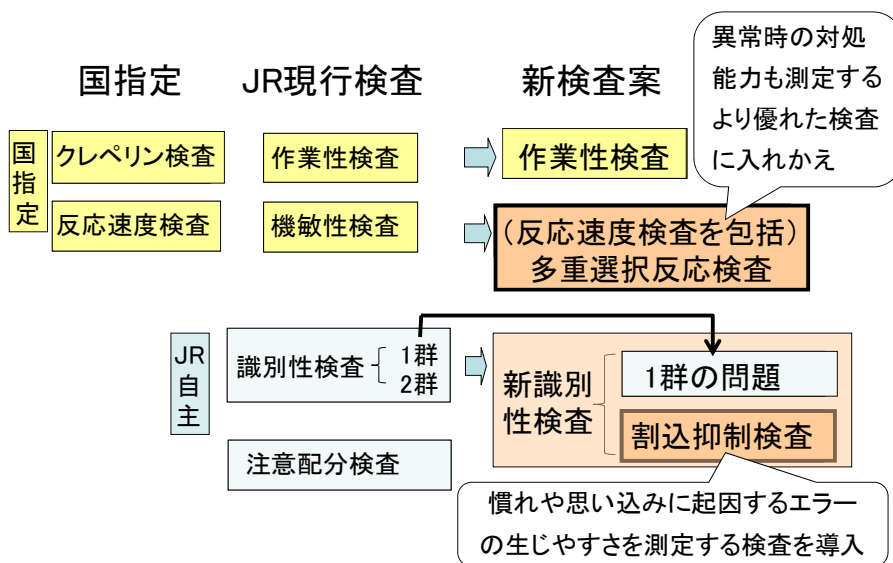 国指定 JR現行検査 新検査案
異常時の対処
能力も測定する
より優れた検査
に入れかえ
国指定
クレペリン検査
作業性検査
作業性検査
反応速度検査
機敏性検査
(反応速度検査を包括)
多重選択反応検査
JR自主
識別性検査
1群
2群
新識別
性検査
1群の問題
割込抑制検査
注意配分検査
慣れや思い込みに起因するエラー
の生じやすさを測定する検査を導入